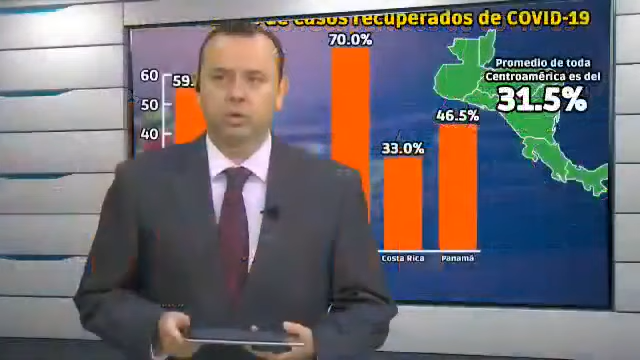 de casos recuperados de COVID-19
70.0%
Promedio de toda
Centroamérica es del
31.5%
60
59.
50
46.5%
40
33.0%
Costa Rica
Panamá